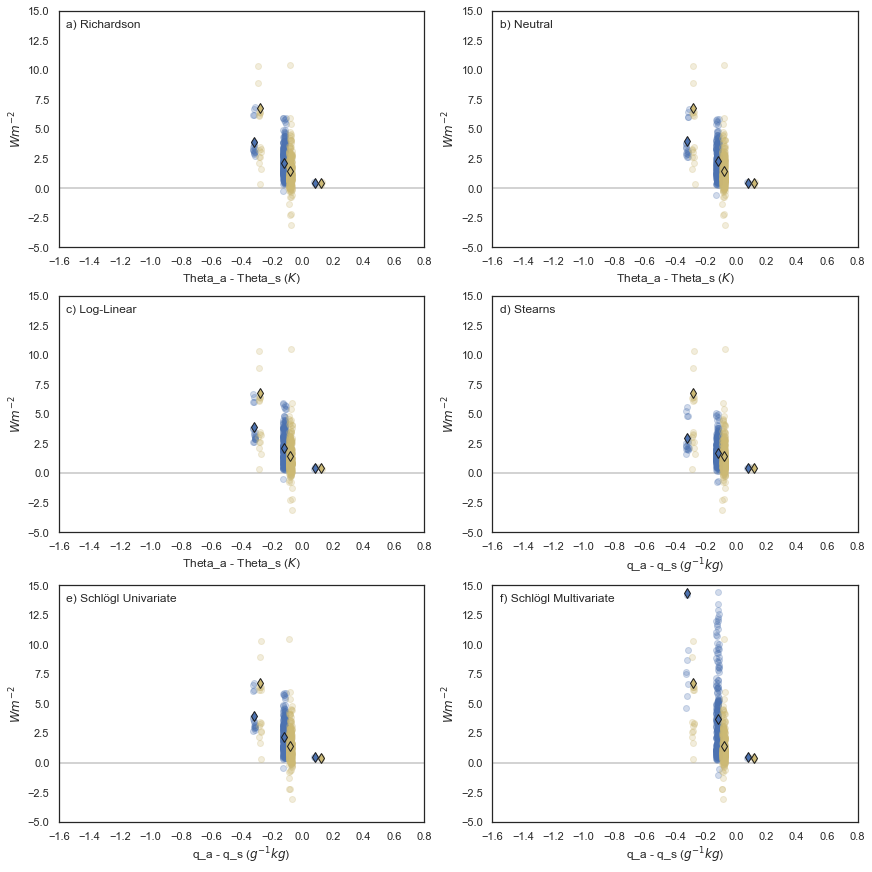 a) Richardson
15.0
12.5
10.0
7.5
5.0
2.5
0.0
−2.5
−5.0
Wm⁻²
−1.6 −1.4 −1.2 −1.0 −0.8 −0.6 −0.4 −0.2 0.0 0.2 0.4 0.6 0.8
Theta_a - Theta_s (K)
b) Neutral
15.0
12.5
10.0
7.5
5.0
2.5
0.0
−2.5
−5.0
Wm⁻²
−1.6 −1.4 −1.2 −1.0 −0.8 −0.6 −0.4 −0.2 0.0 0.2 0.4 0.6 0.8
Theta_a - Theta_s (K)
c) Log-Linear
15.0
12.5
10.0
7.5
5.0
2.5
0.0
−2.5
−5.0
Wm⁻²
−1.6 −1.4 −1.2 −1.0 −0.8 −0.6 −0.4 −0.2 0.0 0.2 0.4 0.6 0.8
Theta_a - Theta_s (K)
d) Stearns
15.0
12.5
10.0
7.5
5.0
2.5
0.0
−2.5
−5.0
Wm⁻²
−1.6 −1.4 −1.2 −1.0 −0.8 −0.6 −0.4 −0.2 0.0 0.2 0.4 0.6 0.8
q_a - q_s (g⁻¹kg)
e) Schlögl Univariate
15.0
12.5
10.0
7.5
5.0
2.5
0.0
−2.5
−5.0
Wm⁻²
−1.6 −1.4 −1.2 −1.0 −0.8 −0.6 −0.4 −0.2 0.0 0.2 0.4 0.6 0.8
q_a - q_s (g⁻¹kg)
f) Schlögl Multivariate
15.0
12.5
10.0
7.5
5.0
2.5
0.0
−2.5
−5.0
Wm⁻²
−1.6 −1.4 −1.2 −1.0 −0.8 −0.6 −0.4 −0.2 0.0 0.2 0.4 0.6 0.8
q_a - q_s (g⁻¹kg)